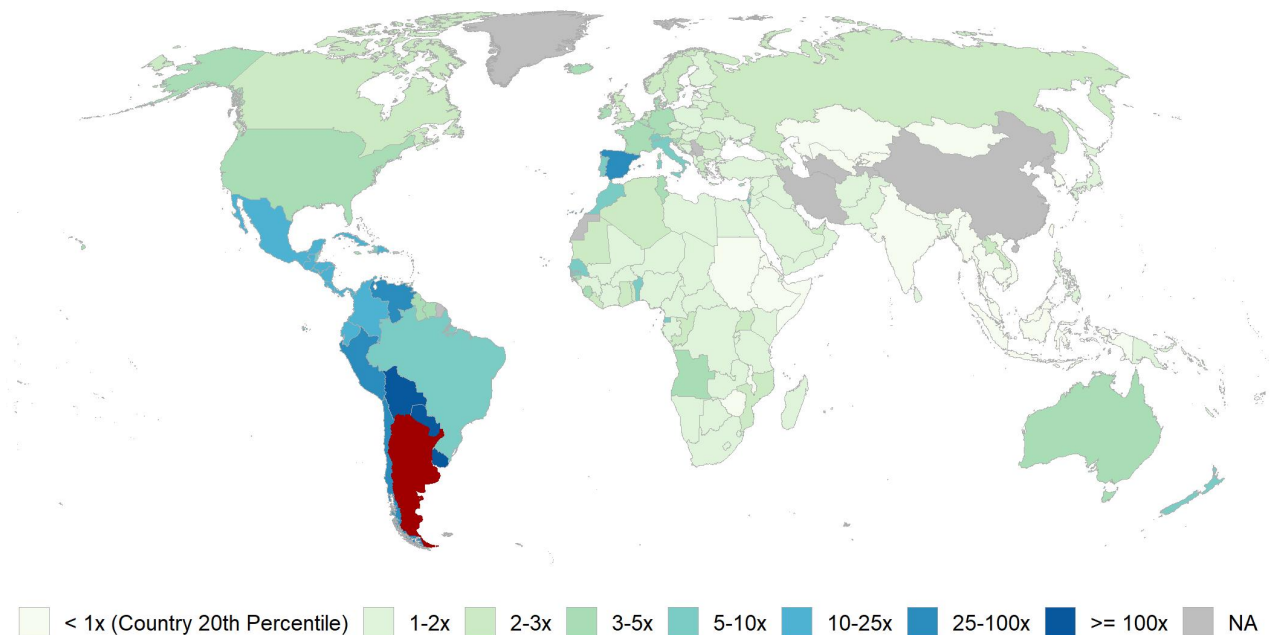 < 1x (Country 20th Percentile) 1-2x 2-3x 3-5x 5-10x 10-25x 25-100x >= 100x NA